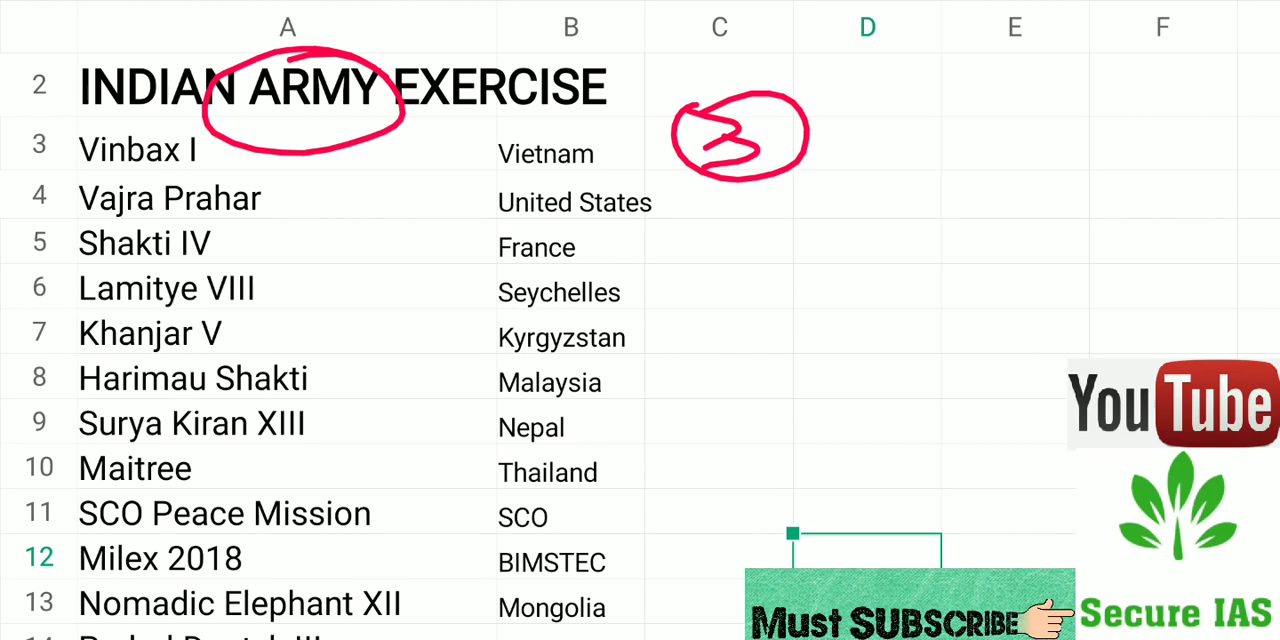 A B C D E F
2 INDIAN ARMY EXERCISE
3 Vinbax I Vietnam 3
4 Vajra Prahar United States
5 Shakti IV France
6 Lamitye VIII Seychelles
7 Khanjar V Kyrgyzstan
8 Harimau Shakti Malaysia
9 Surya Kiran XIII Nepal
10 Maitree Thailand
11 SCO Peace Mission SCO
12 Milex 2018 BIMSTEC
13 Nomadic Elephant XII Mongolia
YouTube
Must SUBSCRIBE
Secure IAS